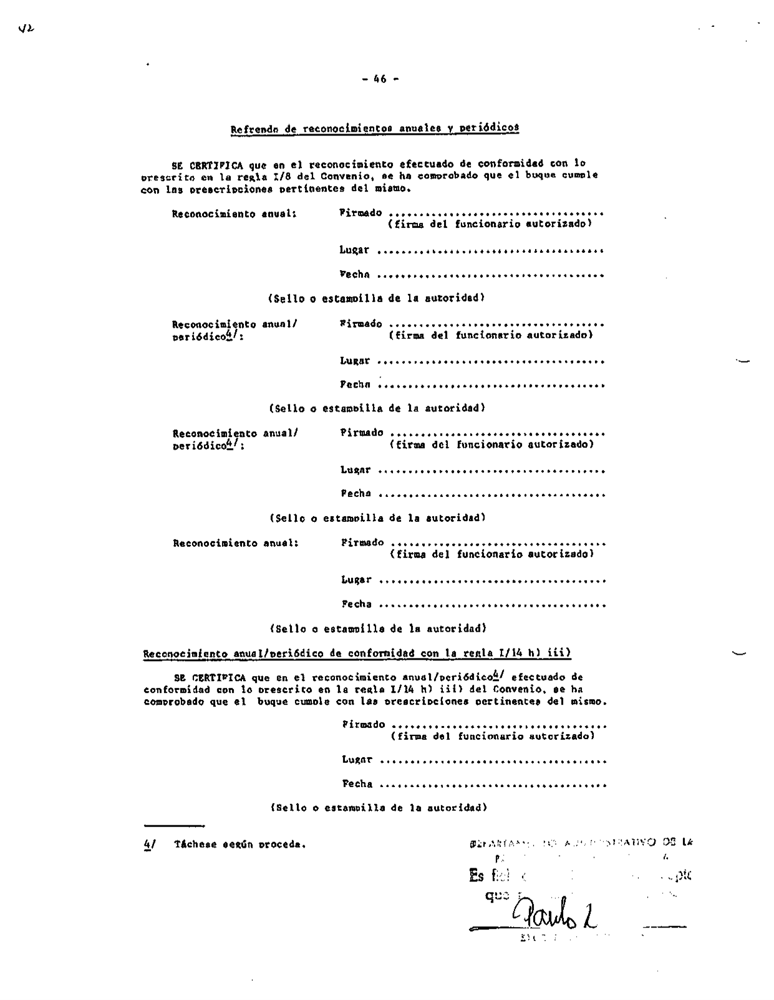 42
- 46 -
Refrendo de reconocimientos anuales y periódicos
SE CERTIFICA que en el reconocimiento efectuado de conformidad con lo
prescrito en la regla I/8 del Convenio, se ha comprobado que el buque cumple
con las prescripciones pertinentes del mismo.
Reconocimiento anual: Firmado ...................................
(firma del funcionario autorizado)
Lugar .....................................
Fecha .....................................
(Sello o estampilla de la autoridad)
Reconocimiento anual/ Firmado ...................................
periódico4/: (firma del funcionario autorizado)
Lugar .....................................
Fecha .....................................
(Sello o estampilla de la autoridad)
Reconocimiento anual/ Firmado ...................................
periódico4/: (firma del funcionario autorizado)
Lugar .....................................
Fecha .....................................
(Sello o estampilla de la autoridad)
Reconocimiento anual: Firmado ...................................
(firma del funcionario autorizado)
Lugar .....................................
Fecha .....................................
(Sello o estampilla de la autoridad)
Reconocimiento anual/periódico de conformidad con la regla I/14 h) iii)
SE CERTIFICA que en el reconocimiento anual/periódico4/ efectuado de
conformidad con lo prescrito en la regla I/14 h) iii) del Convenio, se ha
comprobado que el buque cumple con las prescripciones pertinentes del mismo.
Firmado ...................................
(firma del funcionario autorizado)
Lugar .....................................
Fecha .....................................
(Sello o estampilla de la autoridad)
4/ Táchese según proceda.
DEPARTAMENTO ADMINISTRATIVO DE LA
Es fiel
que
Paulo L